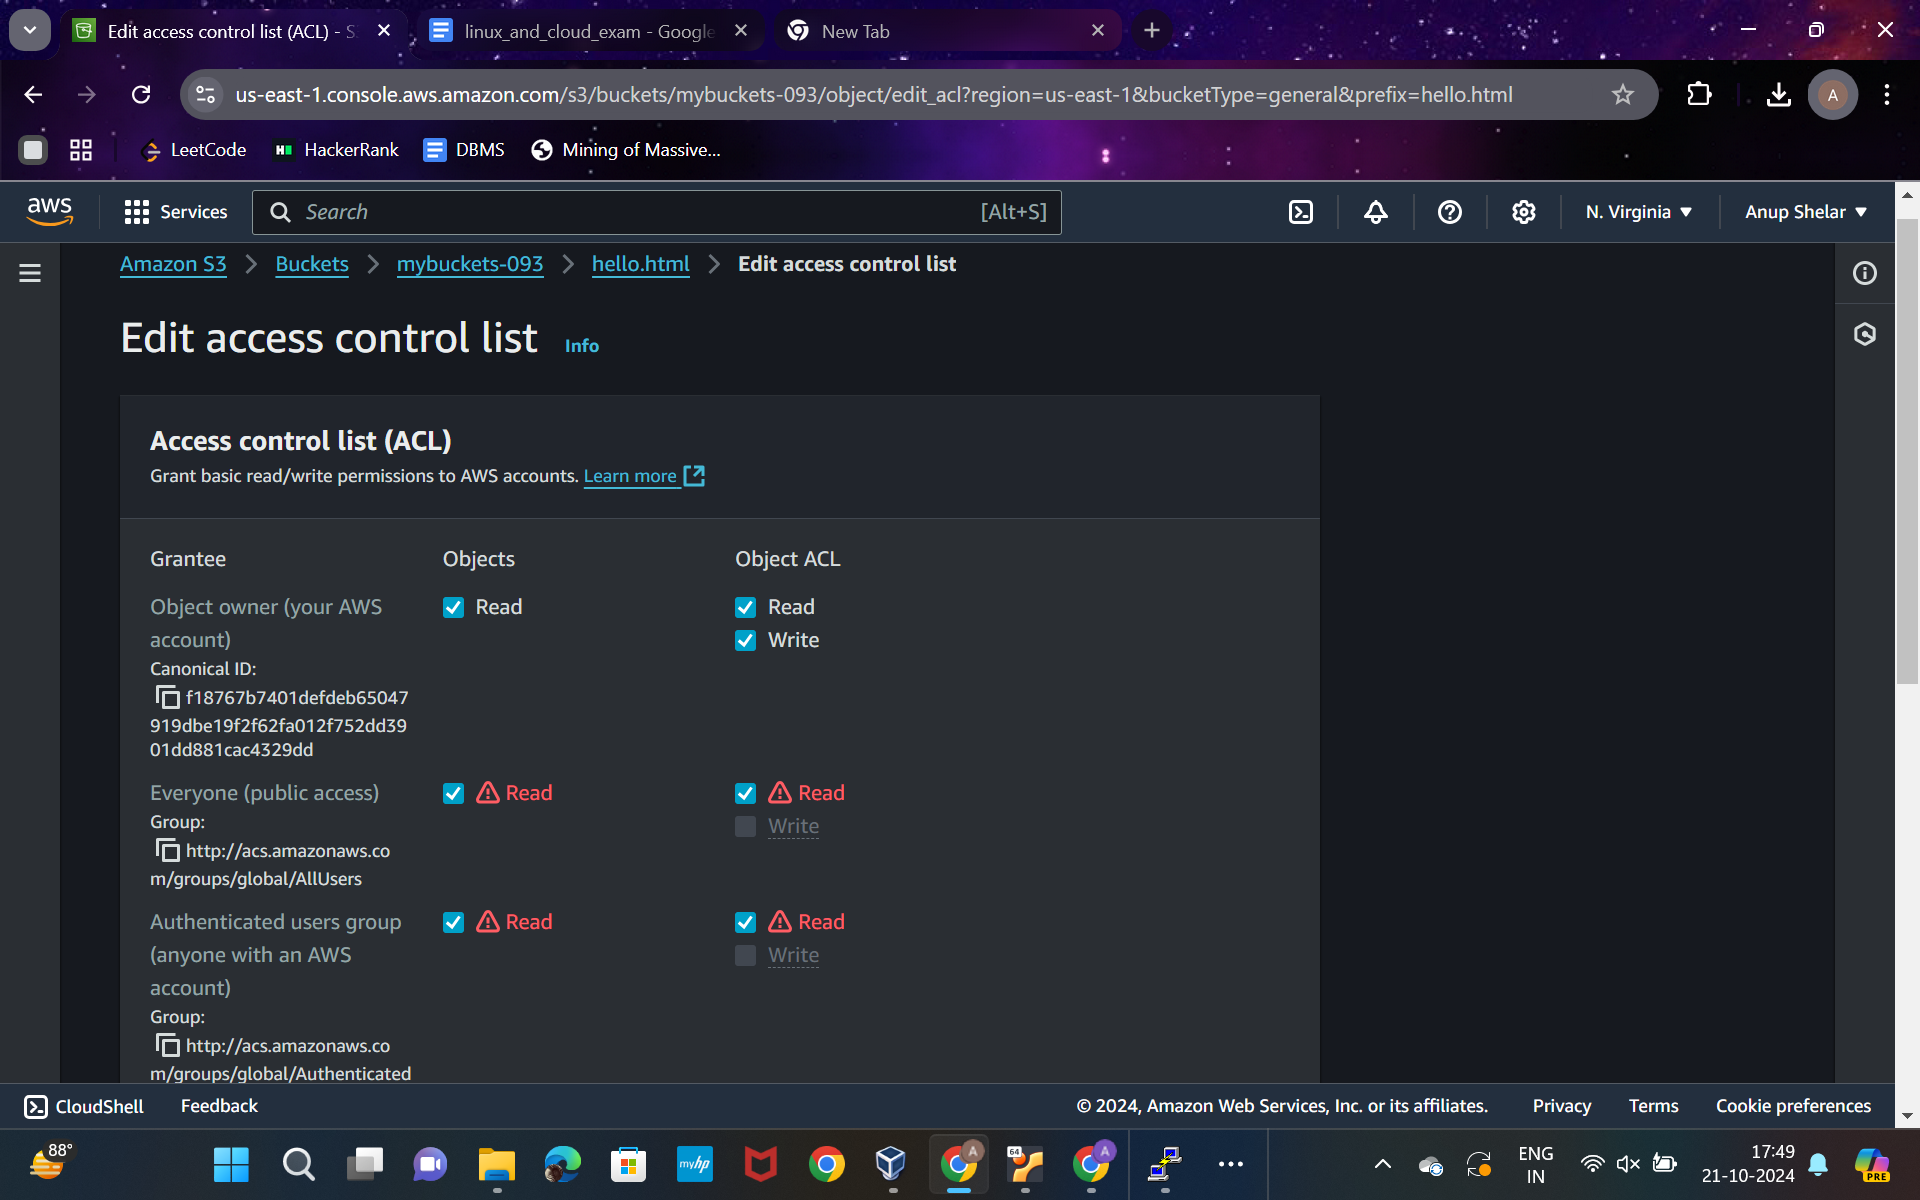 Edit access control list (ACL) - S
linux_and_cloud_exam - Google
New Tab
us-east-1.console.aws.amazon.com/s3/buckets/mybuckets-093/object/edit_acl?region=us-east-1&bucketType=general&prefix=hello.html
A
LeetCode
HackerRank
DBMS
Mining of Massive...
aws
Services
Search
[Alt+S]
N. Virginia
Anup Shelar
Amazon S3
Buckets
mybuckets-093
hello.html
Edit access control list
Edit access control list
Info
Access control list (ACL)
Grant basic read/write permissions to AWS accounts. Learn more
Grantee
Objects
Object ACL
Object owner (your AWS
account)
Canonical ID:
f18767b7401defdeb65047
919dbe19f2f62fa012f752dd39
01dd881cac4329dd
Read
Read
Write
Everyone (public access)
Group:
http://acs.amazonaws.co
m/groups/global/AllUsers
Read
Read
Write
Authenticated users group
(anyone with an AWS
account)
Group:
http://acs.amazonaws.co
m/groups/global/Authenticated
Read
Read
Write
CloudShell
Feedback
© 2024, Amazon Web Services, Inc. or its affiliates.
Privacy
Terms
Cookie preferences
88°
myhp
A
64
A
ENG
IN
17:49
21-10-2024
PRE